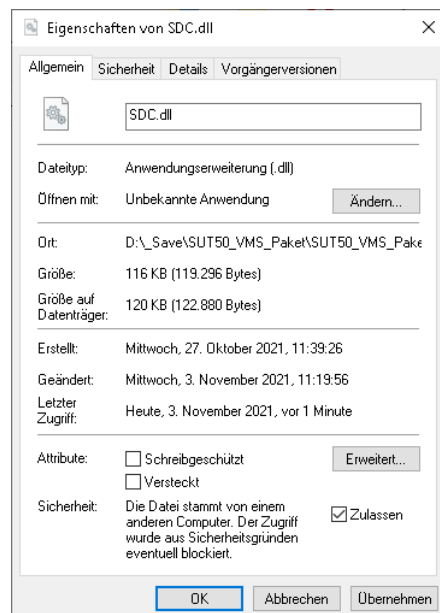 Eigenschaften von SDC.dll
Allgemein Sicherheit Details Vorgängerversionen
SDC.dll
Dateityp: Anwendungserweiterung (.dll)
Öffnen mit: Unbekannte Anwendung Ändern...
Ort: D:\_Save\SUT50_VMS_Paket\SUT50_VMS_Pake
Größe: 116 KB (119.296 Bytes)
Größe auf
Datenträger: 120 KB (122.880 Bytes)
Erstellt: Mittwoch, 27. Oktober 2021, 11:39:26
Geändert: Mittwoch, 3. November 2021, 11:19:56
Letzter
Zugriff: Heute, 3. November 2021, vor 1 Minute
Attribute: Schreibgeschützt Erweitert...
Versteckt
Sicherheit: Die Datei stammt von einem
anderen Computer. Der Zugriff Zulassen
wurde aus Sicherheitsgründen
eventuell blockiert.
OK Abbrechen Übernehmen